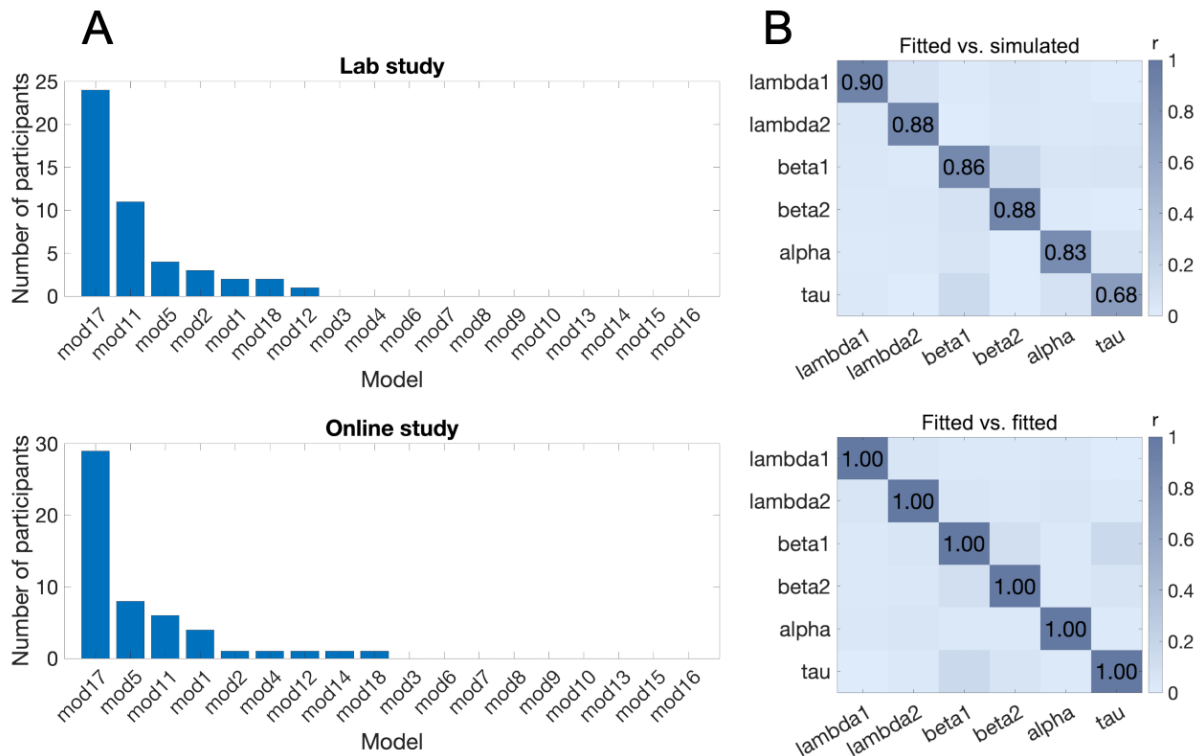 A
Lab study
Number of participants
25
20
15
10
5
0
mod17
mod11
mod5
mod2
mod1
mod18
mod12
mod3
mod4
mod6
mod7
mod8
mod9
mod10
mod13
mod14
mod15
mod16
Model
Online study
Number of participants
30
20
10
0
mod17
mod5
mod11
mod1
mod2
mod4
mod12
mod14
mod18
mod3
mod6
mod7
mod8
mod9
mod10
mod13
mod15
mod16
Model
B
Fitted vs. simulated
r
lambda1
lambda2
beta1
beta2
alpha
tau
0.90
0.88
0.86
0.88
0.83
0.68
lambda1
lambda2
beta1
beta2
alpha
tau
1
0.8
0.6
0.4
0.2
0
Fitted vs. fitted
r
lambda1
lambda2
beta1
beta2
alpha
tau
1.00
1.00
1.00
1.00
1.00
1.00
lambda1
lambda2
beta1
beta2
alpha
tau
1
0.8
0.6
0.4
0.2
0